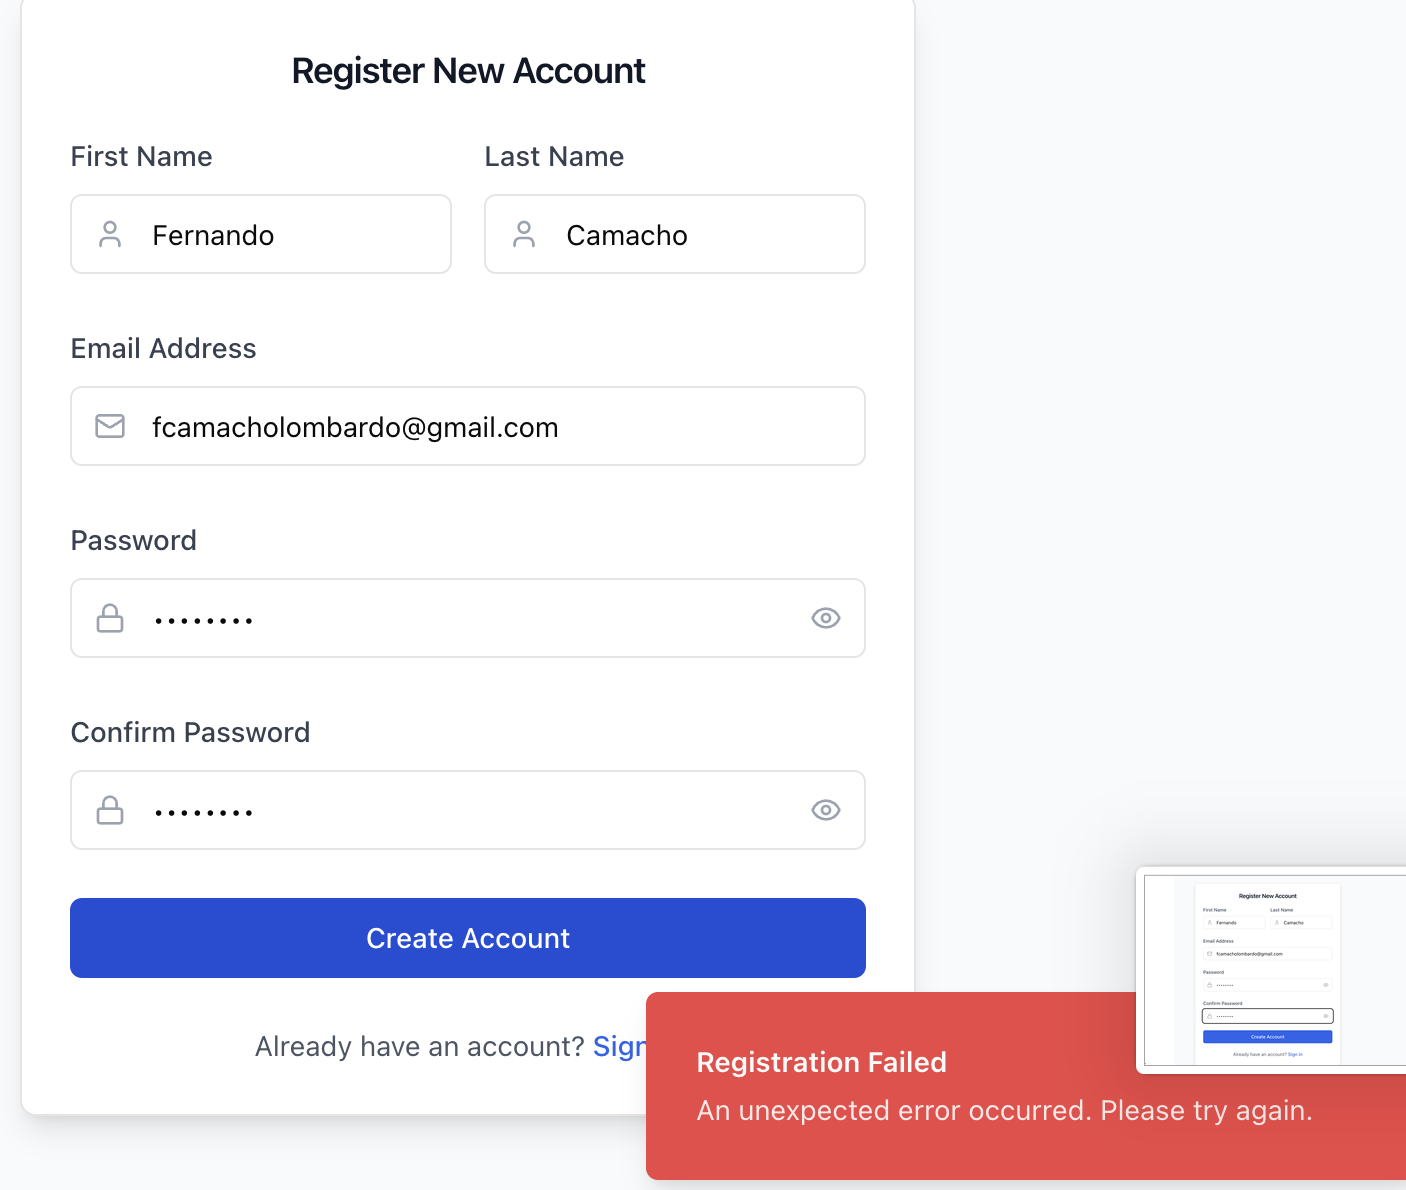 Register New Account
First Name
Last Name
Fernando
Camacho
Email Address
fcamacholombardo@gmail.com
Password
••••••••
Confirm Password
••••••••
Create Account
Already have an account? Sign
Registration Failed
An unexpected error occurred. Please try again.
Register New Account
First Name
Last Name
Fernando
Camacho
Email Address
fcamacholombardo@gmail.com
Password
••••••••
Confirm Password
••••••••
Create Account
Already have an account? Sign in